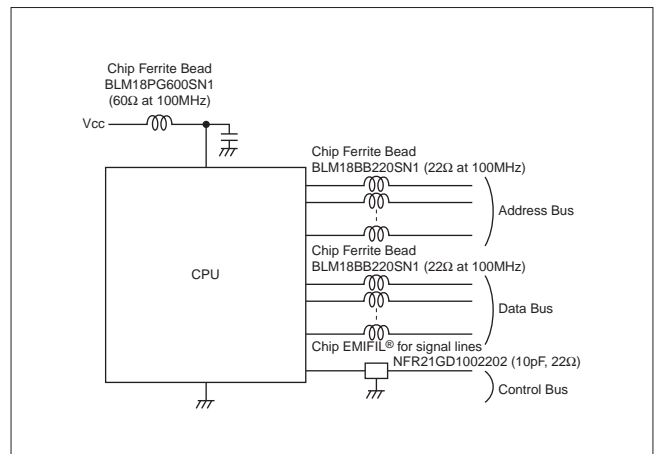 Chip Ferrite Bead
BLM18PG600SN1
(60Ω at 100MHz)
Vcc
Chip Ferrite Bead
BLM18BB220SN1 (22Ω at 100MHz)
Address Bus
Chip Ferrite Bead
BLM18BB220SN1 (22Ω at 100MHz)
CPU
Data Bus
Chip EMIFIL® for signal lines
NFR21GD1002202 (10pF, 22Ω)
Control Bus